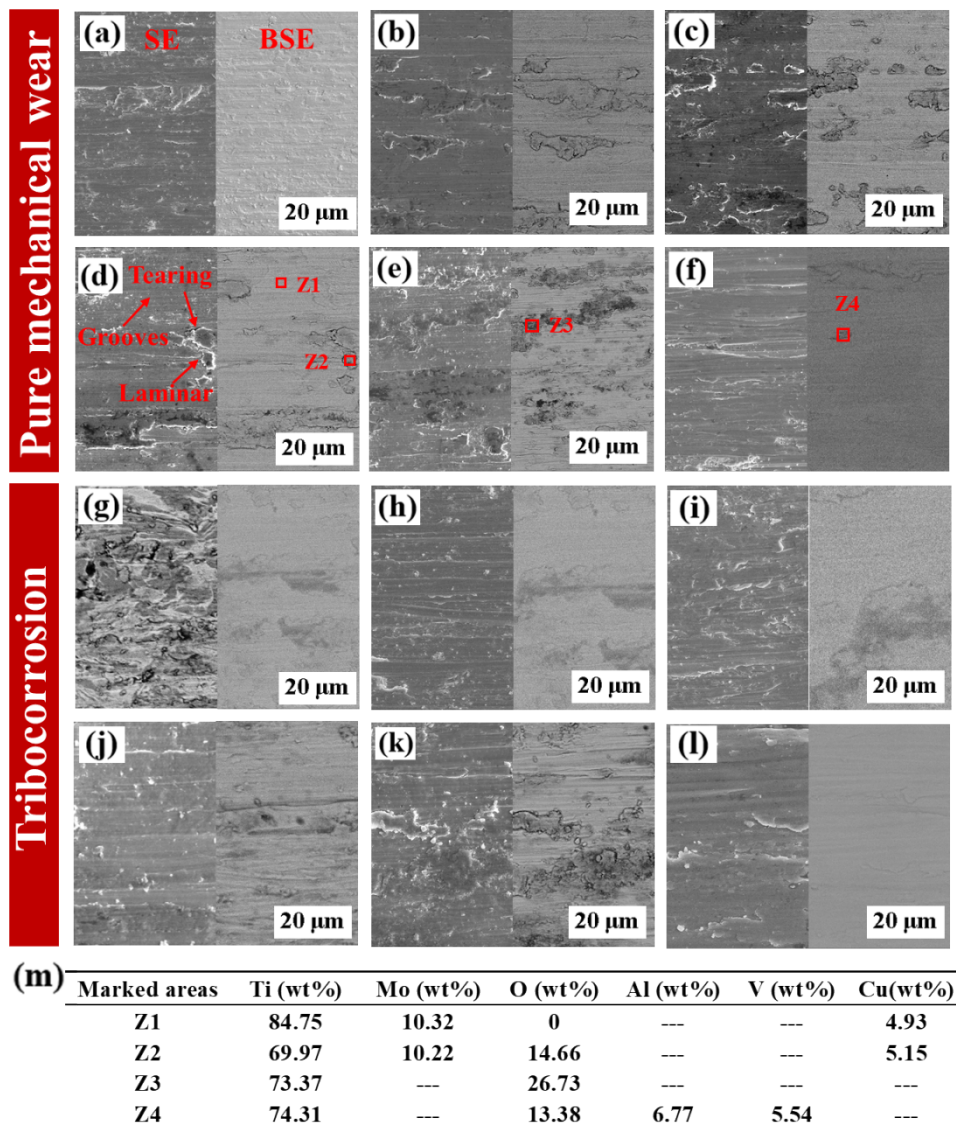 Pure mechanical wear
(a) SE BSE
20 μm
(b)
20 μm
(c)
20 μm
(d) Tearing
Z1
Grooves
Z2
Laminar
20 μm
(e)
Z3
20 μm
(f)
Z4
20 μm
Tribocorrosion
(g)
20 μm
(h)
20 μm
(i)
20 μm
(j)
20 μm
(k)
20 μm
(l)
20 μm
(m)
Marked areas Ti (wt%) Mo (wt%) O (wt%) Al (wt%) V (wt%) Cu(wt%)
Z1 84.75 10.32 0 --- --- 4.93
Z2 69.97 10.22 14.66 --- --- 5.15
Z3 73.37 --- 26.73 --- --- ---
Z4 74.31 --- 13.38 6.77 5.54 ---